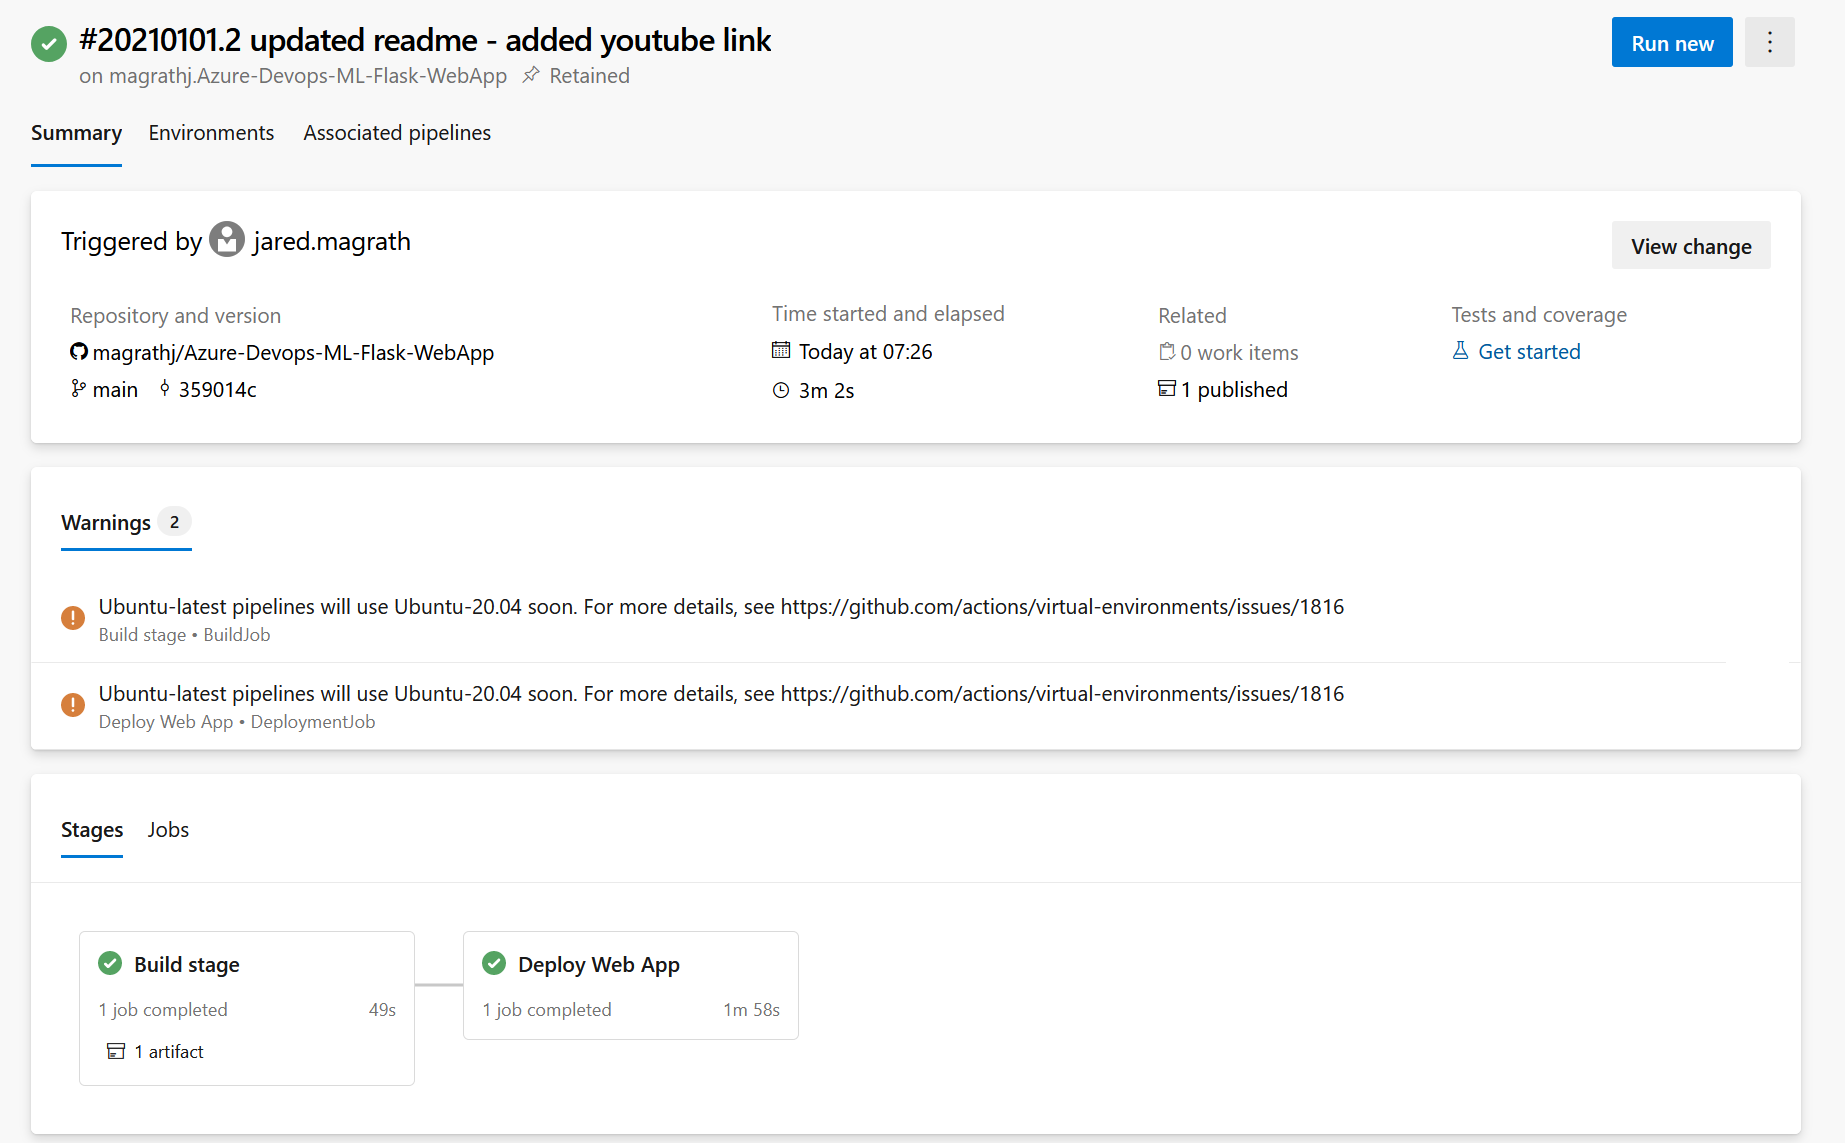 #20210101.2 updated readme - added youtube link
on magrathj.Azure-Devops-ML-Flask-WebApp Retained
Run new
Summary Environments Associated pipelines
Triggered by jared.magrath
View change
Repository and version
magrathj/Azure-Devops-ML-Flask-WebApp
main 359014c
Time started and elapsed
Today at 07:26
3m 2s
Related
0 work items
1 published
Tests and coverage
Get started
Warnings 2
Ubuntu-latest pipelines will use Ubuntu-20.04 soon. For more details, see https://github.com/actions/virtual-environments/issues/1816
Build stage • BuildJob
Ubuntu-latest pipelines will use Ubuntu-20.04 soon. For more details, see https://github.com/actions/virtual-environments/issues/1816
Deploy Web App • DeploymentJob
Stages Jobs
Build stage
1 job completed 49s
1 artifact
Deploy Web App
1 job completed 1m 58s